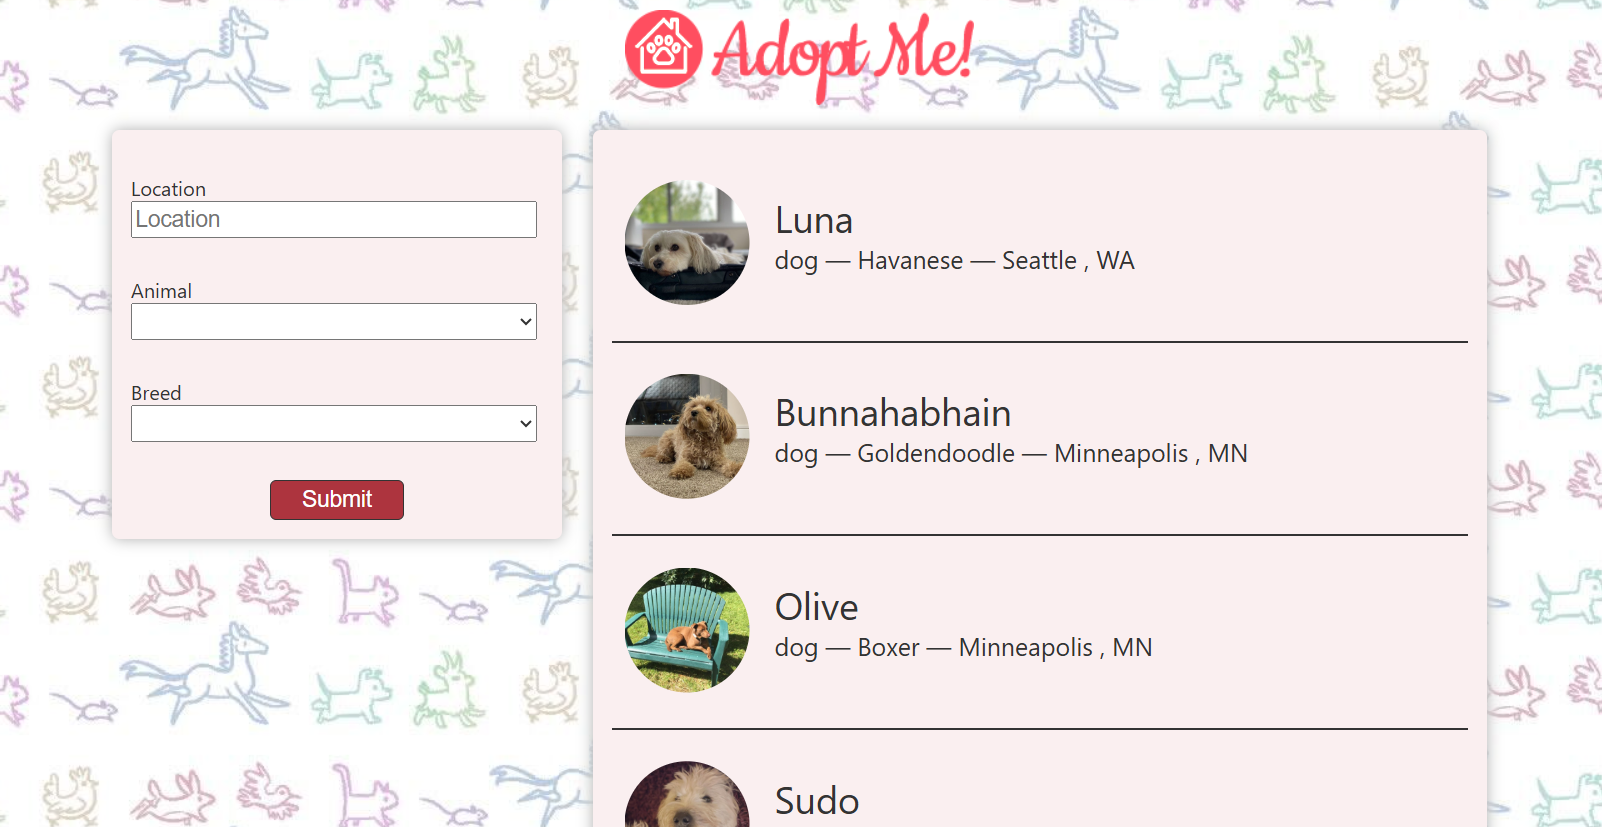 Adopt Me!
Location
Location
Animal
Breed
Submit
Luna
dog — Havanese — Seattle , WA
Bunnahabhain
dog — Goldendoodle — Minneapolis , MN
Olive
dog — Boxer — Minneapolis , MN
Sudo